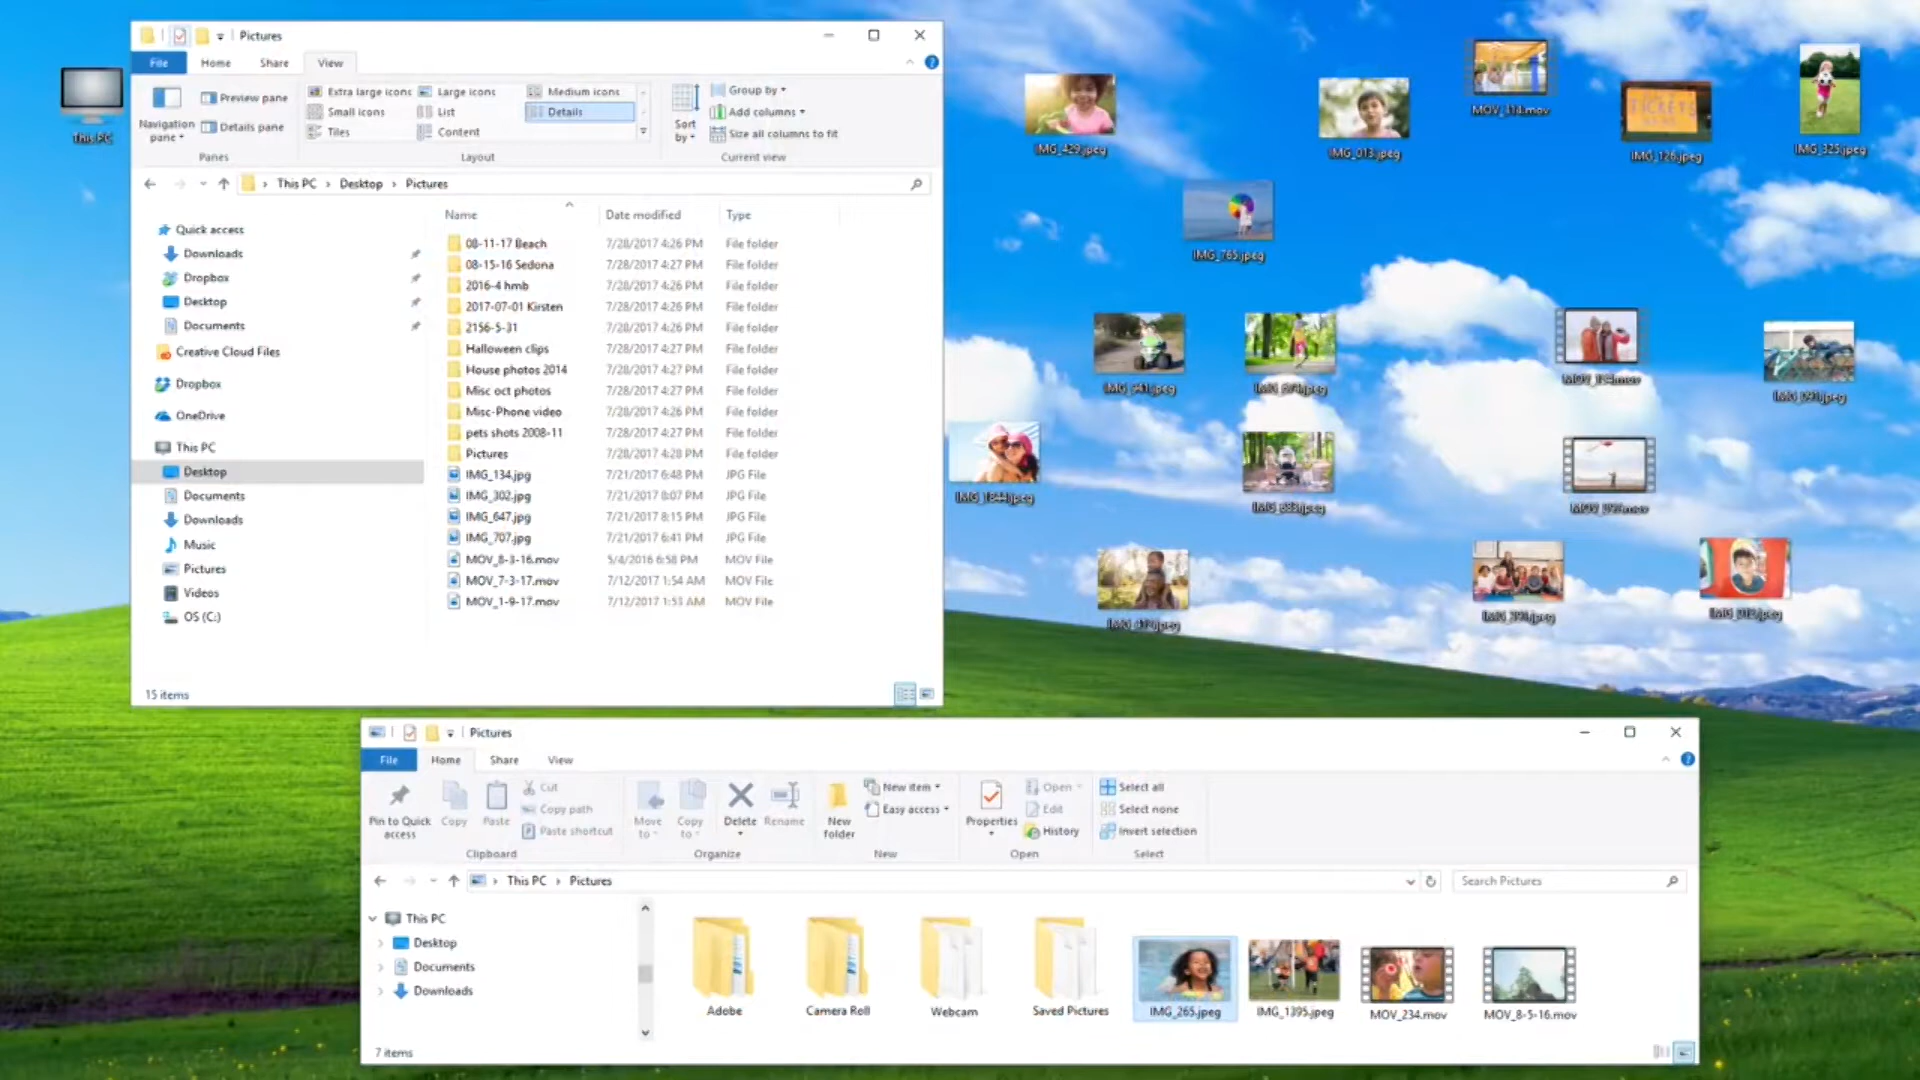 This PC
Pictures
File
Home
Share
View
Navigation pane
Preview pane
Details pane
Panes
Extra large icons
Large icons
Medium icons
Small icons
List
Details
Tiles
Content
Layout
Sort by
Group by
Add columns
Size all columns to fit
Current view
This PC › Desktop › Pictures
Quick access
Downloads
Dropbox
Desktop
Documents
Creative Cloud Files
Dropbox
OneDrive
This PC
Desktop
Documents
Downloads
Music
Pictures
Videos
OS (C:)
Name Date modified Type
08-11-17 Beach 7/28/2017 4:26 PM File folder
08-15-16 Sedona 7/28/2017 4:27 PM File folder
2016-4 hmb 7/28/2017 4:26 PM File folder
2017-07-01 Kirsten 7/28/2017 4:26 PM File folder
2156-5-31 7/28/2017 4:26 PM File folder
Halloween clips 7/28/2017 4:27 PM File folder
House photos 2014 7/28/2017 4:27 PM File folder
Misc oct photos 7/28/2017 4:27 PM File folder
Misc-Phone video 7/28/2017 4:26 PM File folder
pets shots 2008-11 7/28/2017 4:27 PM File folder
Pictures 7/28/2017 4:28 PM File folder
IMG_134.jpg 7/21/2017 6:48 PM JPG File
IMG_302.jpg 7/21/2017 8:07 PM JPG File
IMG_647.jpg 7/21/2017 8:15 PM JPG File
IMG_707.jpg 7/21/2017 6:41 PM JPG File
MOV_8-3-16.mov 5/4/2016 6:58 PM MOV File
MOV_7-3-17.mov 7/12/2017 1:54 AM MOV File
MOV_1-9-17.mov 7/12/2017 1:53 AM MOV File
15 items
IMG_429.jpeg
IMG_013.jpeg
MOV_314.mov
TICKETS
IMG_126.jpeg
IMG_325.jpeg
IMG_765.jpeg
IMG_1844.jpeg
Pictures
File
Home
Share
View
Pin to Quick access
Copy
Paste
Cut
Copy path
Paste shortcut
Clipboard
Move to
Copy to
Delete
Rename
Organize
New folder
New item
Easy access
New
Properties
Open
Edit
History
Open
Select all
Select none
Invert selection
Select
This PC › Pictures
Search Pictures
This PC
Desktop
Documents
Downloads
Adobe
Camera Roll
Webcam
Saved Pictures
IMG_265.jpeg
IMG_1395.jpeg
MOV_234.mov
MOV_8-5-16.mov
7 items